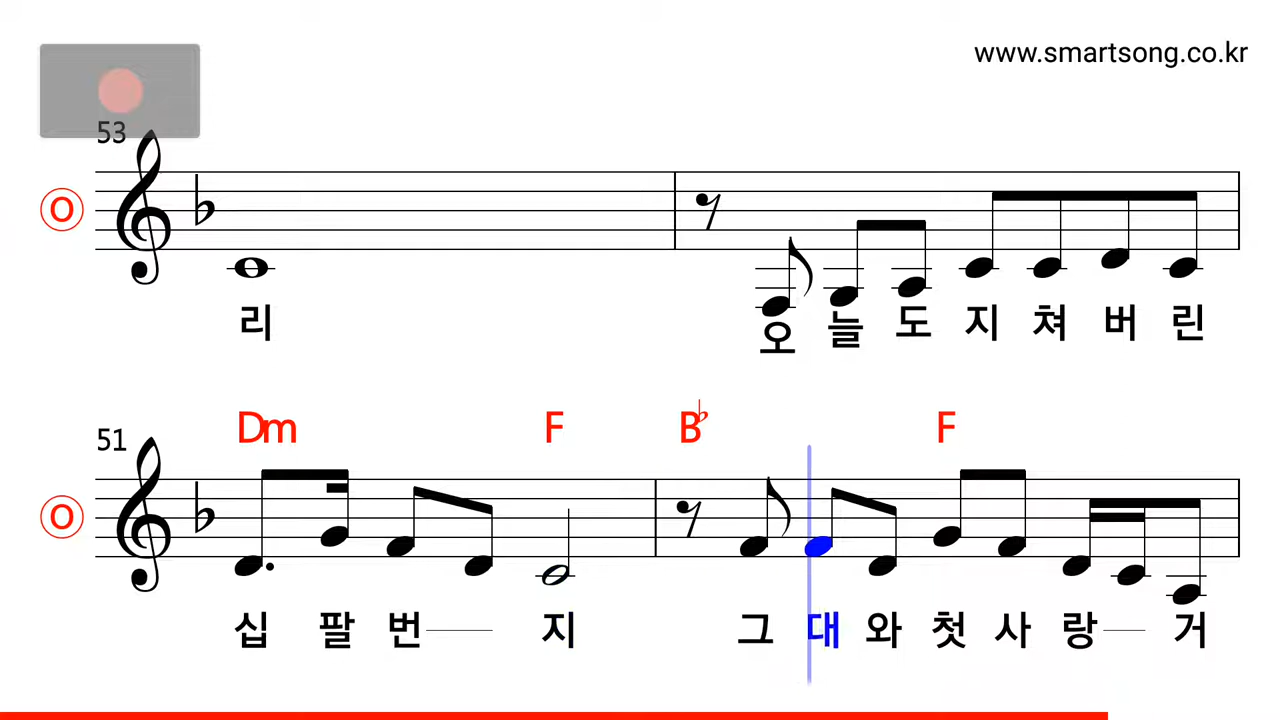 www.smartsong.co.kr
53
O
리 오 늘 도 지 쳐 버 린
Dm F B♭ F
51
O
십 팔 번 지 그 대 와 첫 사 랑 거